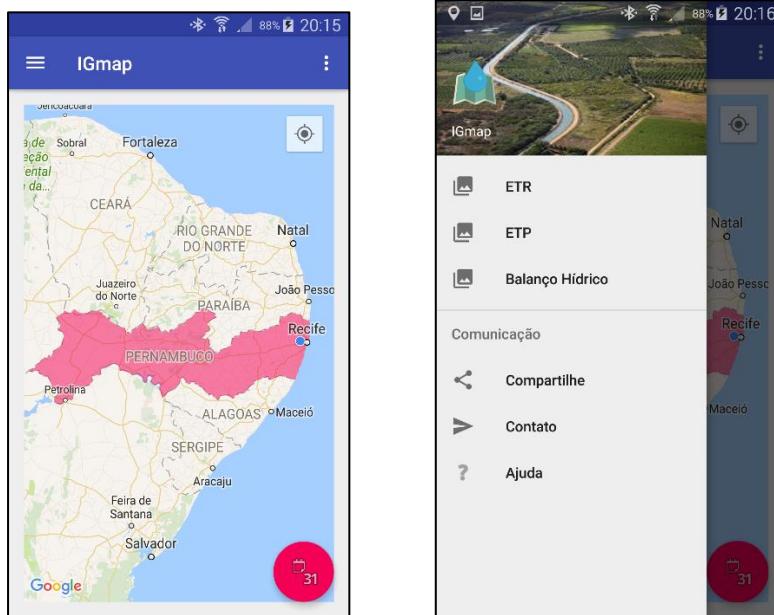 88% 20:15
IGmap
Jericoacoara
Sobral
Fortaleza
CEARÁ
RIO GRANDE
DO NORTE
Natal
Juazeiro
do Norte
João Pesso
PARAÍBA
Recife
PERNAMBUCO
Petrolina
ALAGOAS
Maceió
SERGIPE
Aracaju
Feira de
Santana
Salvador
Google
31
88% 20:16
IGmap
ETR
ETP
Balanço Hídrico
Comunicação
Compartilhe
Contato
Ajuda
Natal
João Pessc
Recife
Maceió
31